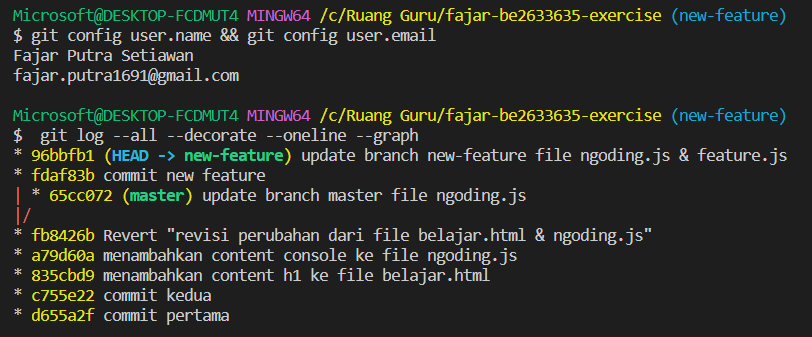 Microsoft@DESKTOP-FCDMUT4 MINGW64 /c/Ruang Guru/fajar-be2633635-exercise (new-feature)
$ git config user.name && git config user.email
Fajar Putra Setiawan
fajar.putra1691@gmail.com
Microsoft@DESKTOP-FCDMUT4 MINGW64 /c/Ruang Guru/fajar-be2633635-exercise (new-feature)
$  git log --all --decorate --oneline --graph
* 96bbfb1 (HEAD -> new-feature) update branch new-feature file ngoding.js & feature.js
* fdaf83b commit new feature
| * 65cc072 (master) update branch master file ngoding.js
|/
* fb8426b Revert "revisi perubahan dari file belajar.html & ngoding.js"
* a79d60a menambahkan content console ke file ngoding.js
* 835cbd9 menambahkan content h1 ke file belajar.html
* c755e22 commit kedua
* d655a2f commit pertama